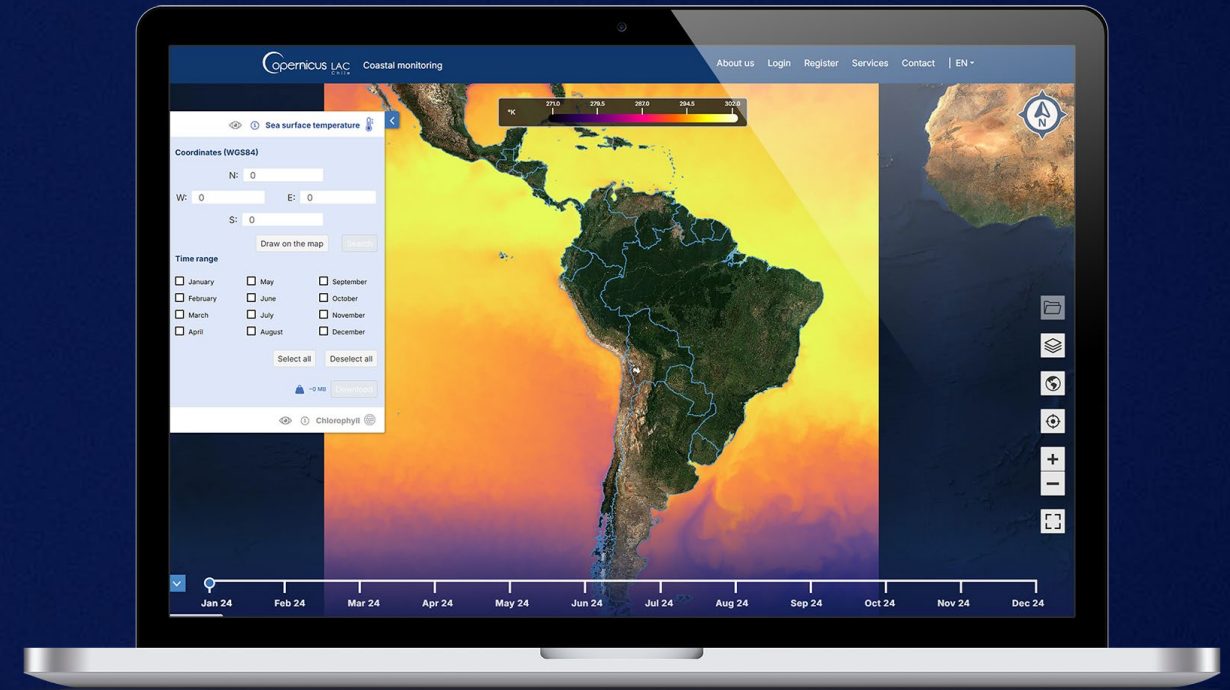 Copernicus LAC
Chile
Coastal monitoring
About us Login Register Services Contact | EN
°K
271.0 279.5 287.0 294.5 302.0
N
Sea surface temperature
Coordinates (WGS84)
N: 0
W: 0 E: 0
S: 0
Draw on the map Search
Time range
January May September
February June October
March July November
April August December
Select all Deselect all
~0 MB Download
Chlorophyll
Jan 24 Feb 24 Mar 24 Apr 24 May 24 Jun 24 Jul 24 Aug 24 Sep 24 Oct 24 Nov 24 Dec 24